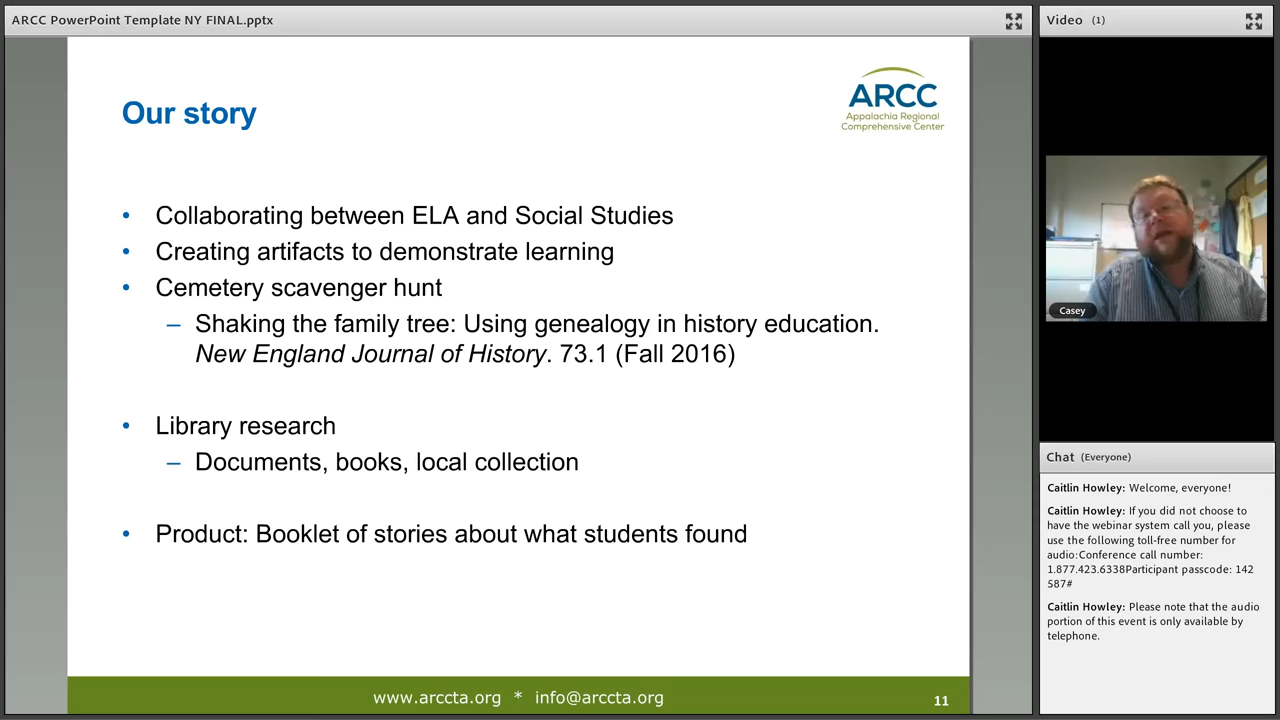 ARCC PowerPoint Template NY FINAL.pptx
Our story
ARCC
Appalachia Regional
Comprehensive Center
• Collaborating between ELA and Social Studies
• Creating artifacts to demonstrate learning
• Cemetery scavenger hunt
– Shaking the family tree: Using genealogy in history education.
New England Journal of History. 73.1 (Fall 2016)
• Library research
– Documents, books, local collection
• Product: Booklet of stories about what students found
www.arccta.org * info@arccta.org
11
Video (1)
Casey
Chat (Everyone)
Caitlin Howley: Welcome, everyone!
Caitlin Howley: If you did not choose to
have the webinar system call you, please
use the following toll-free number for
audio:Conference call number:
1.877.423.6338Participant passcode: 142
587#
Caitlin Howley: Please note that the audio
portion of this event is only available by
telephone.